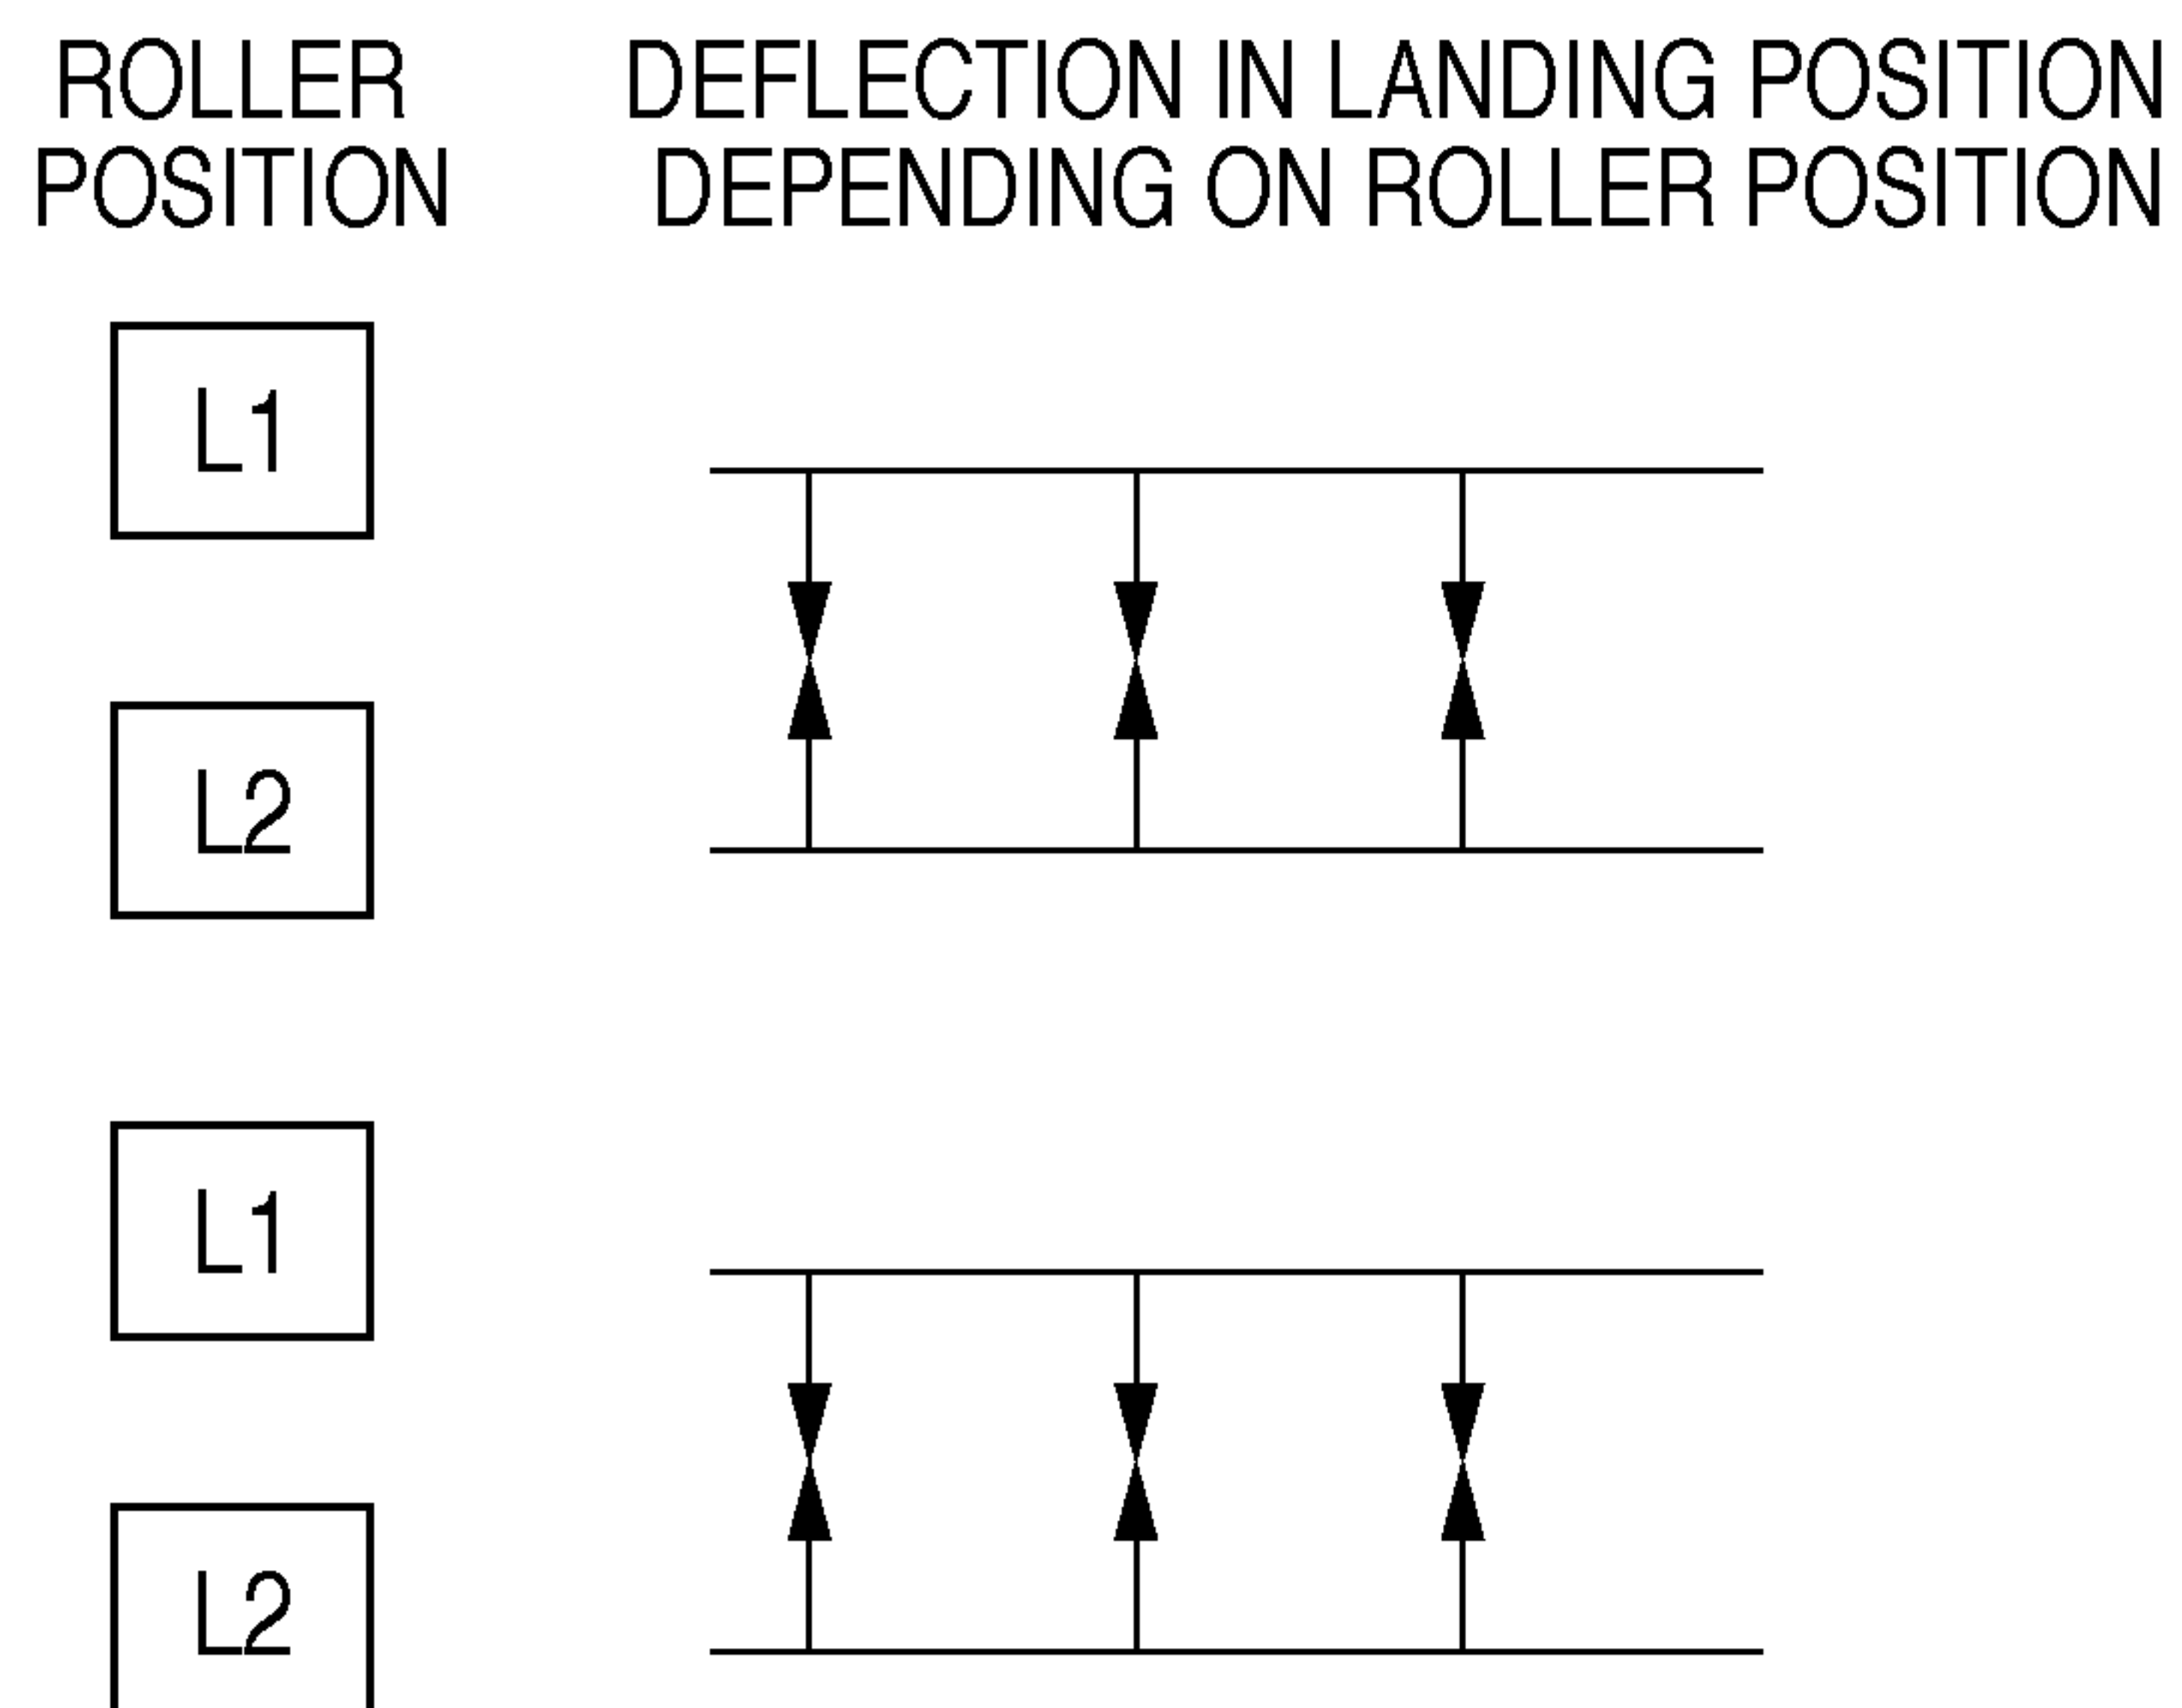 ROLLER
POSITION
DEFLECTION IN LANDING POSITION
DEPENDING ON ROLLER POSITION
L1
L2
L1
L2